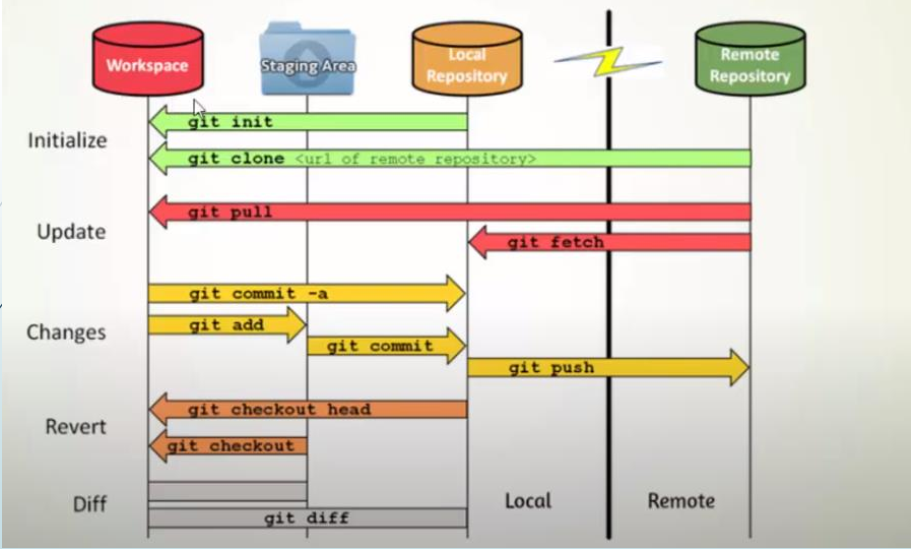 Workspace
Staging Area
Local
Repository
Remote
Repository
Initialize
git init
git clone <url of remote repository>
Update
git pull
git fetch
Changes
git commit -a
git add
git commit
git push
Revert
git checkout head
git checkout
Diff
git diff
Local
Remote